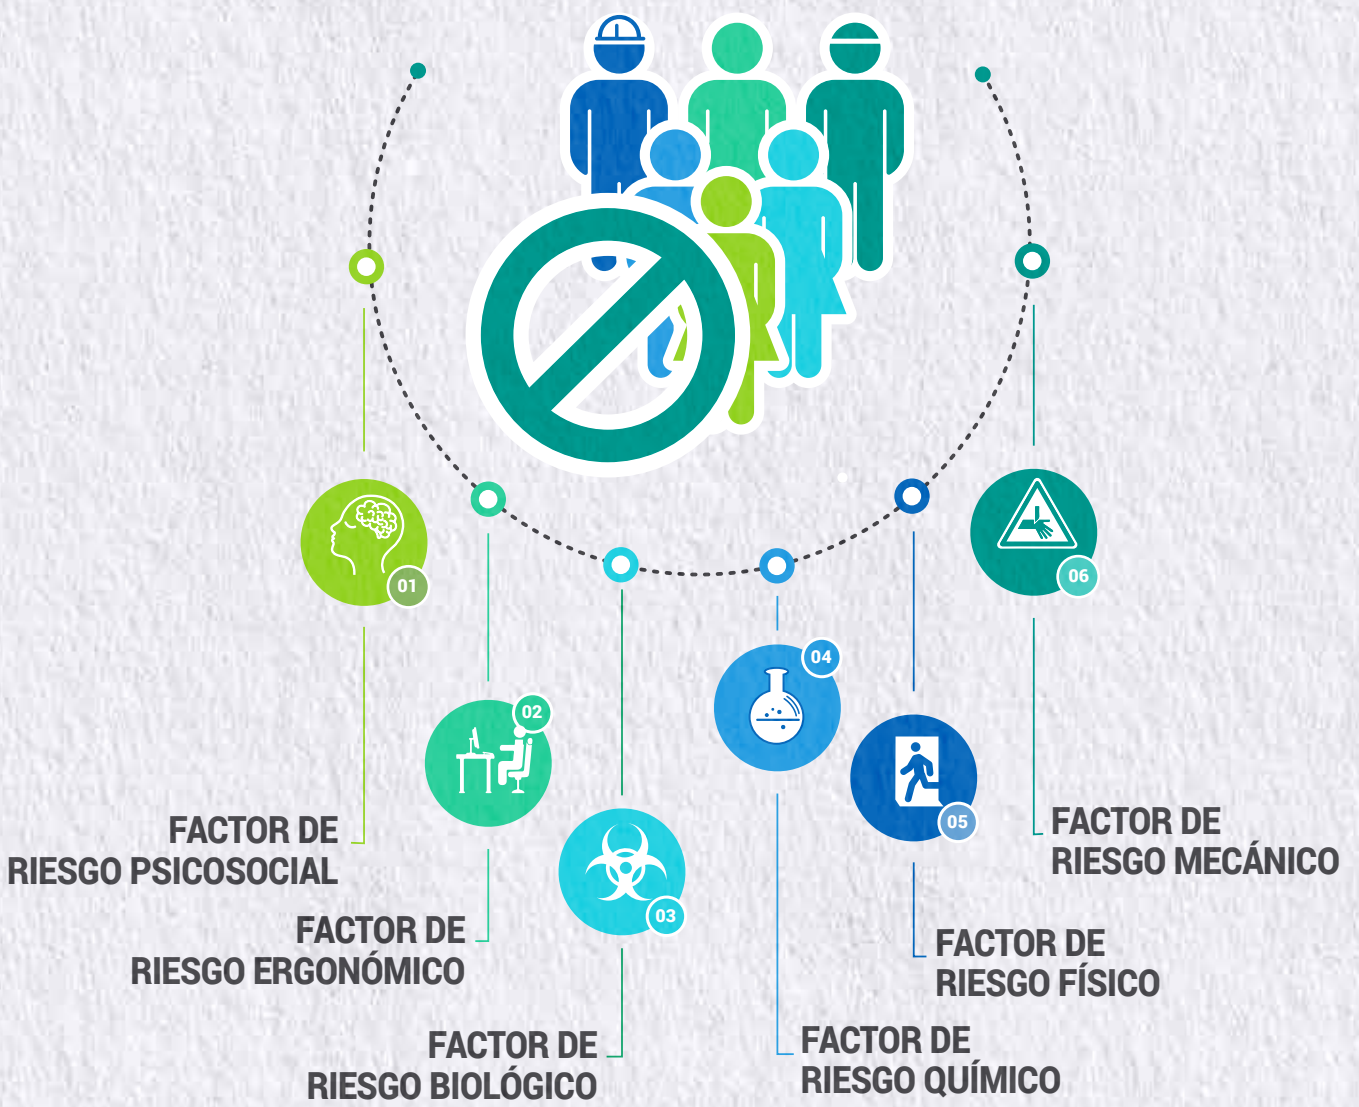 01
FACTOR DE
RIESGO PSICOSOCIAL
02
FACTOR DE
RIESGO ERGONÓMICO
03
FACTOR DE
RIESGO BIOLÓGICO
04
FACTOR DE
RIESGO QUÍMICO
05
FACTOR DE
RIESGO FÍSICO
06
FACTOR DE
RIESGO MECÁNICO